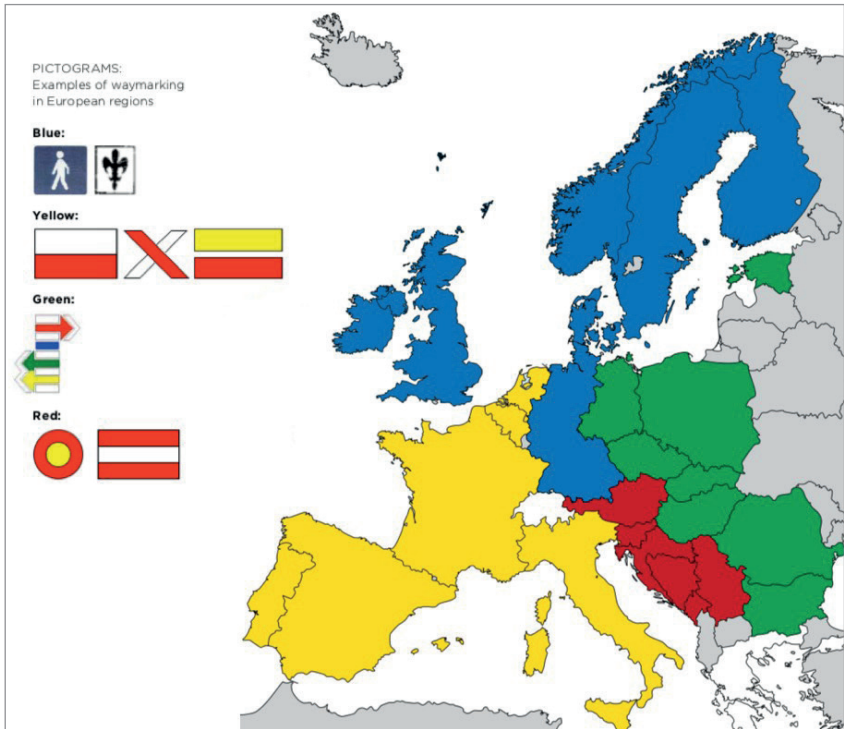 PICTOGRAMS:
Examples of waymarking
in European regions
Blue:
Yellow:
Green:
Red: